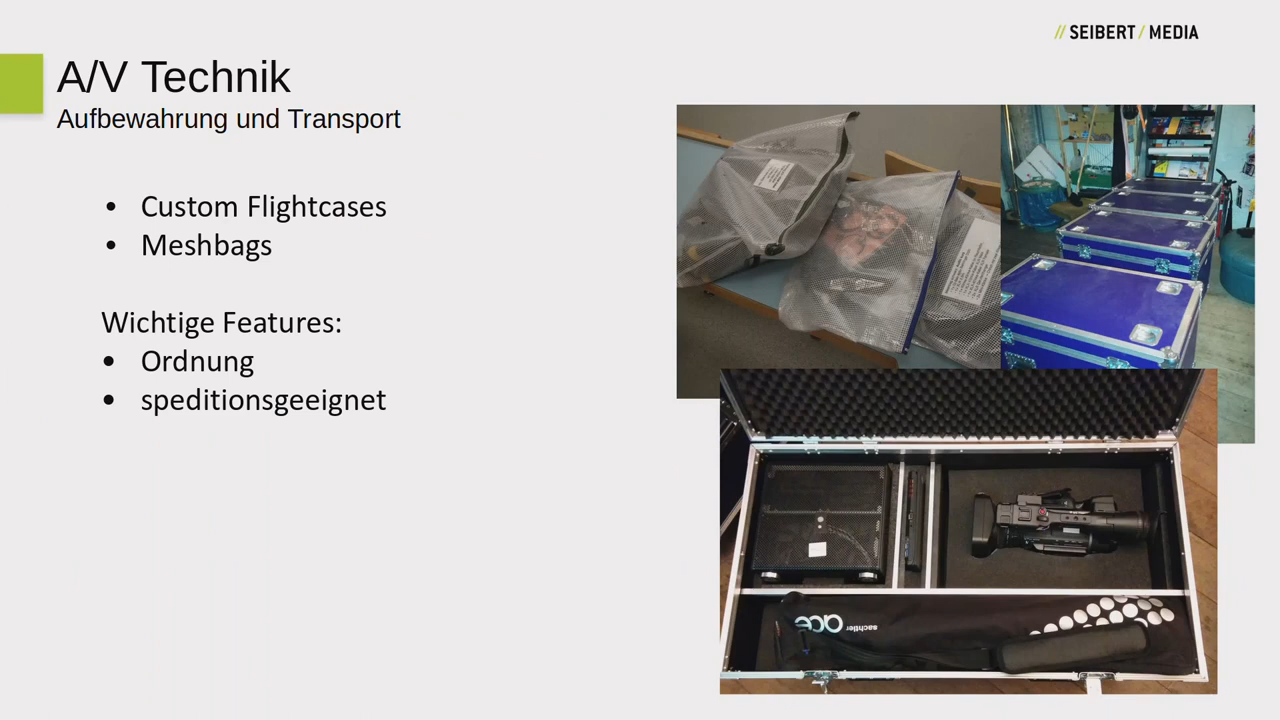 // SEIBERT / MEDIA
A/V Technik
Aufbewahrung und Transport
• Custom Flightcases
• Meshbags
Wichtige Features:
• Ordnung
• speditionsgeeignet
ace
sachtler